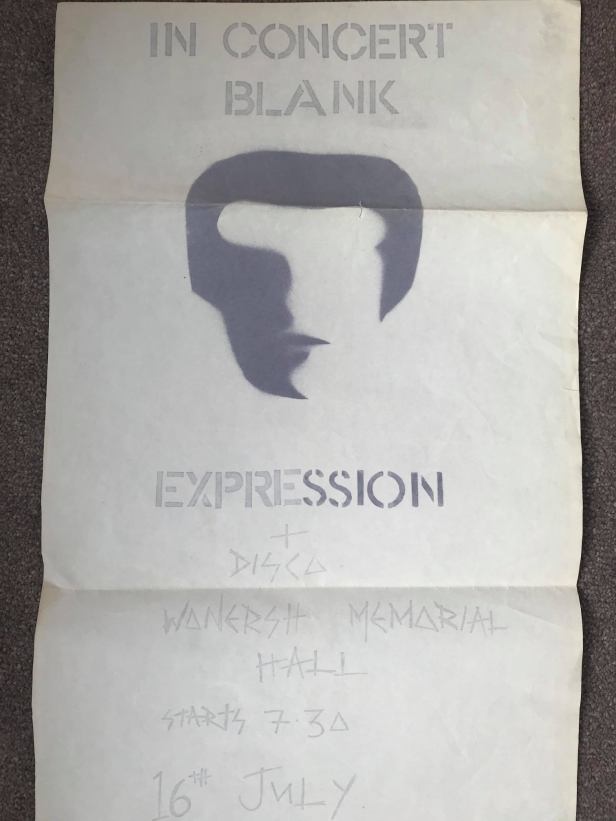 IN CONCERT
BLANK
EXPRESSION
+
DISCO
WONERSH MEMORIAL
HALL
STARTS 7.30
16TH JULY